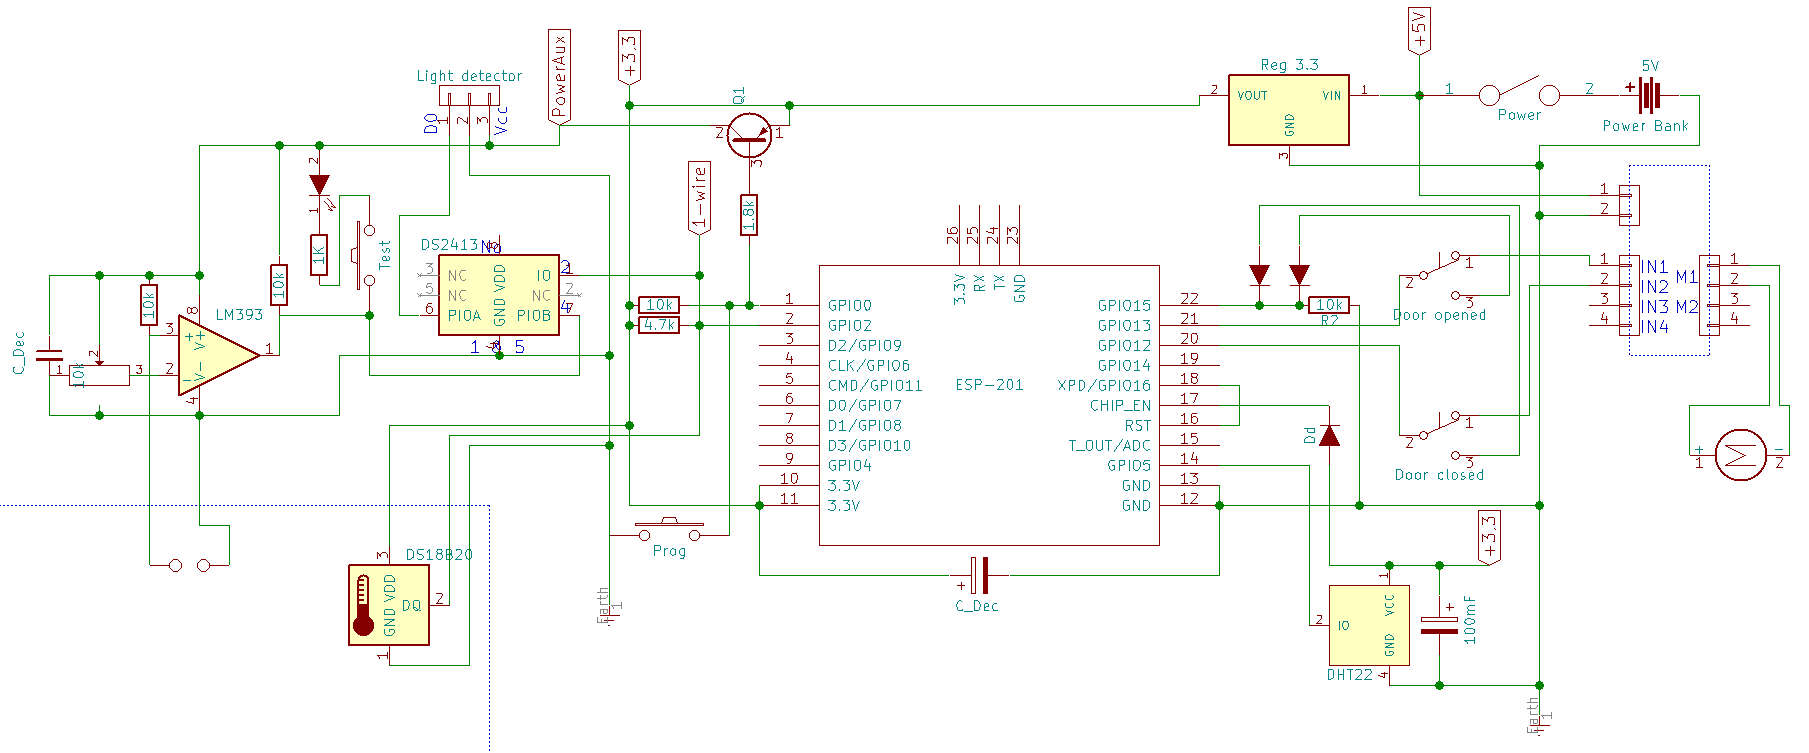 PowerAux
+3.3
+5V
Light detector
DO
1
2
3
Vcc
Q1
2
1
3
Reg 3.3
2
VOUT
VIN
1
GND
3
1
Power
2
5V
+
Power Bank
1-wire
1.8k
2
1
1K
Test
10k
10k
LM393
8
3
+
V+
2
-
V-
4
1
C_Dec
1
10k
2
3
DS2413
NC
NC
PIOA
3
5
6
GND
VDD
IO
NC
PIOB
2
7
4
1
5
10k
4.7k
26
25
24
23
3.3V
RX
TX
GND
ESP-201
1 GPIO0
2 GPIO2
3 D2/GPIO9
4 CLK/GPIO6
5 CMD/GPIO11
6 D0/GPIO7
7 D1/GPIO8
8 D3/GPIO10
9 GPIO4
10 3.3V
11 3.3V
GPIO15 22
GPIO13 21
GPIO12 20
GPIO14 19
XPD/GPIO16 18
CHIP_EN 17
RST 16
T_OUT/ADC 15
GPIO5 14
GND 13
GND 12
10k
R2
2
1
3
Door opened
2
1
3
Door closed
1
2
1 IN1
2 IN2
3 IN3
4 IN4
M1 1
2
M2 3
4
+
1
-
2
Dd
Prog
+
C_Dec
DS18B20
3
GND VDD
DQ 2
1
Earth
1
+3.3
1
VCC
2 IO
GND
4
DHT22
+
100mF
Earth
1